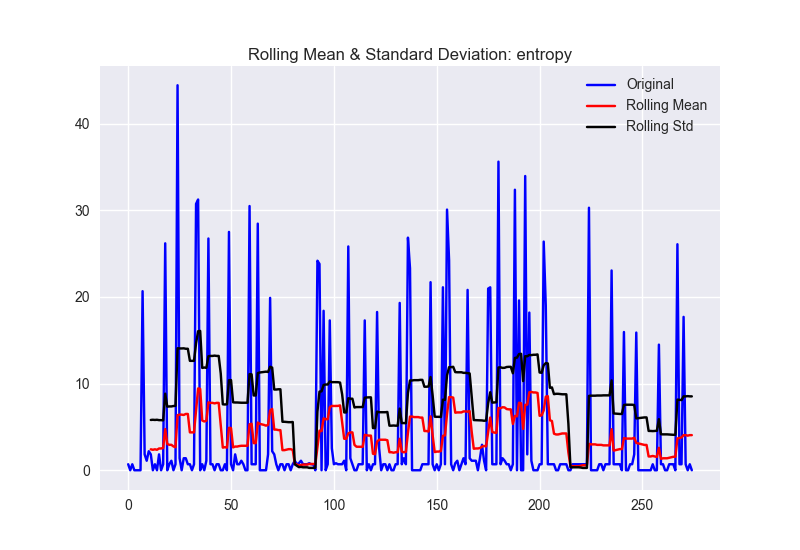 Rolling Mean & Standard Deviation: entropy
Original
Rolling Mean
Rolling Std
40
30
20
10
0
0 50 100 150 200 250